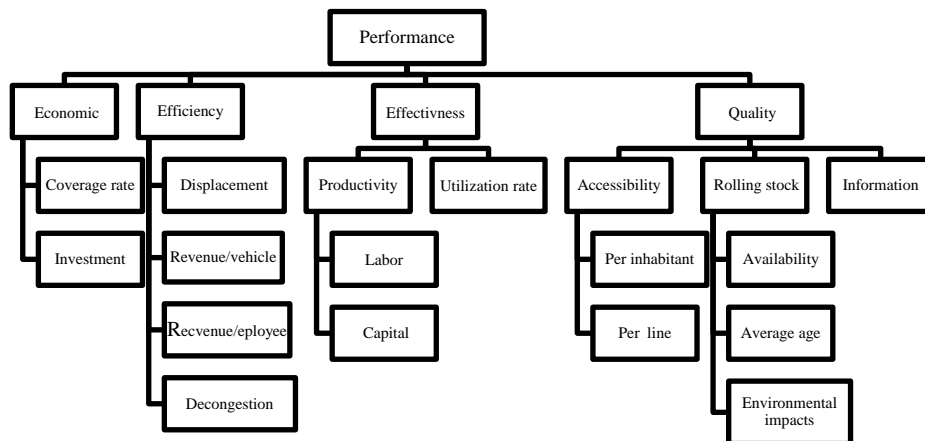 Performance
Economic
Efficiency
Effectivness
Quality
Coverage rate
Displacement
Productivity
Utilization rate
Accessibility
Rolling stock
Information
Investment
Revenue/vehicle
Labor
Per inhabitant
Availability
Recvenue/eployee
Capital
Per line
Average age
Decongestion
Environmental
impacts